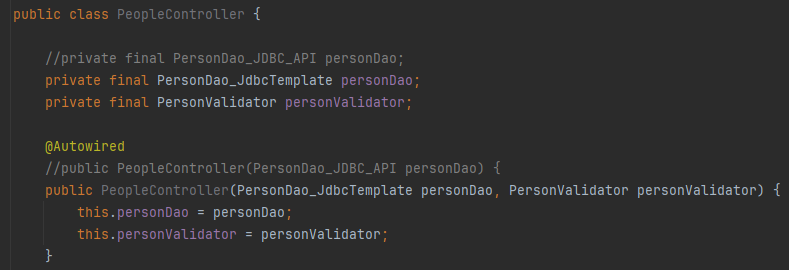 public class PeopleController {
//private final PersonDao_JDBC_API personDao;
private final PersonDao_JdbcTemplate personDao;
private final PersonValidator personValidator;
@Autowired
//public PeopleController(PersonDao_JDBC_API personDao) {
public PeopleController(PersonDao_JdbcTemplate personDao, PersonValidator personValidator) {
this.personDao = personDao;
this.personValidator = personValidator;
}